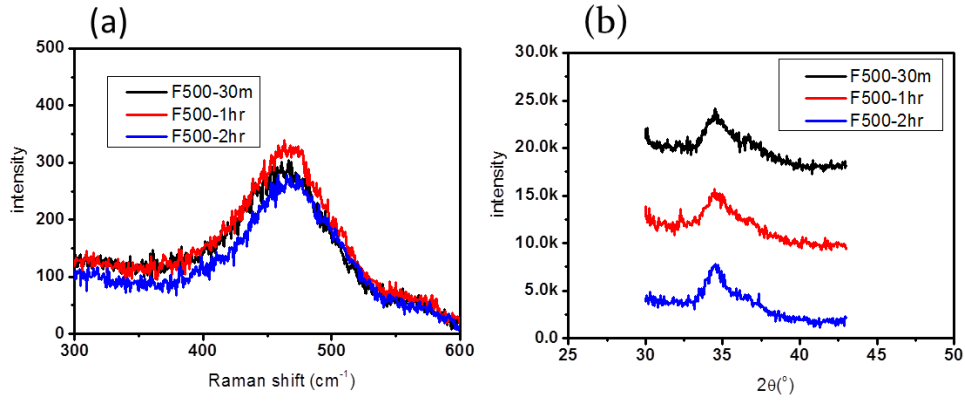 (a)
500
400
300
200
100
0
intensity
F500-30m
F500-1hr
F500-2hr
300
400
500
600
Raman shift (cm⁻¹)
(b)
30.0k
25.0k
20.0k
15.0k
10.0k
5.0k
0.0
intensity
F500-30m
F500-1hr
F500-2hr
25
30
35
40
45
50
2θ(°)